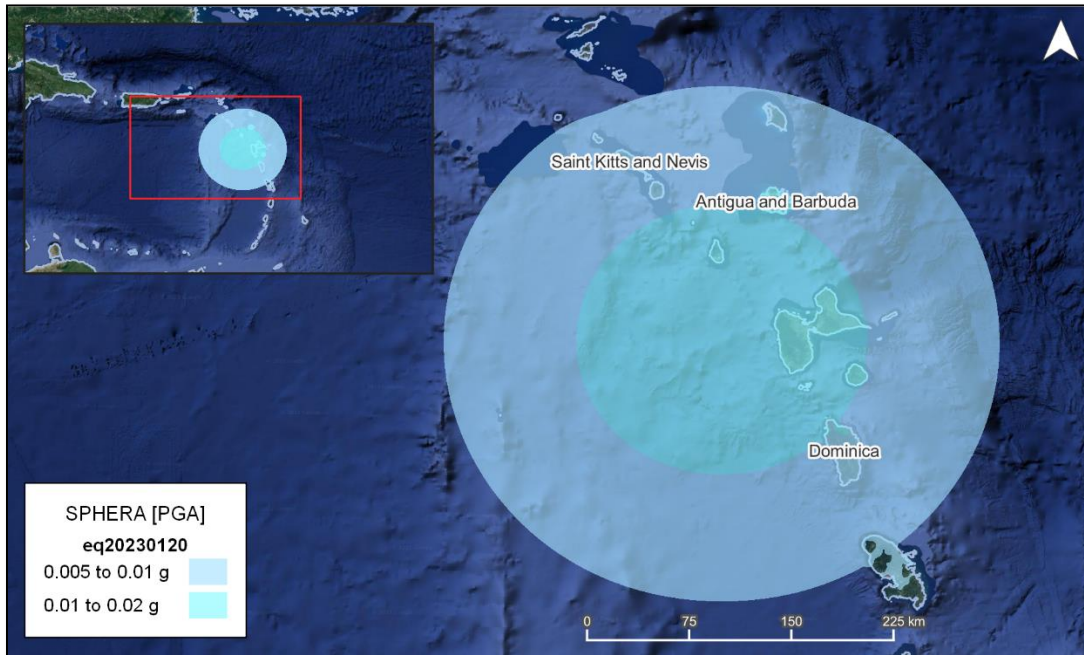 Saint Kitts and Nevis
Antigua and Barbuda
Dominica
SPHERA [PGA]
eq20230120
0.005 to 0.01 g
0.01 to 0.02 g
0 75 150 225 km